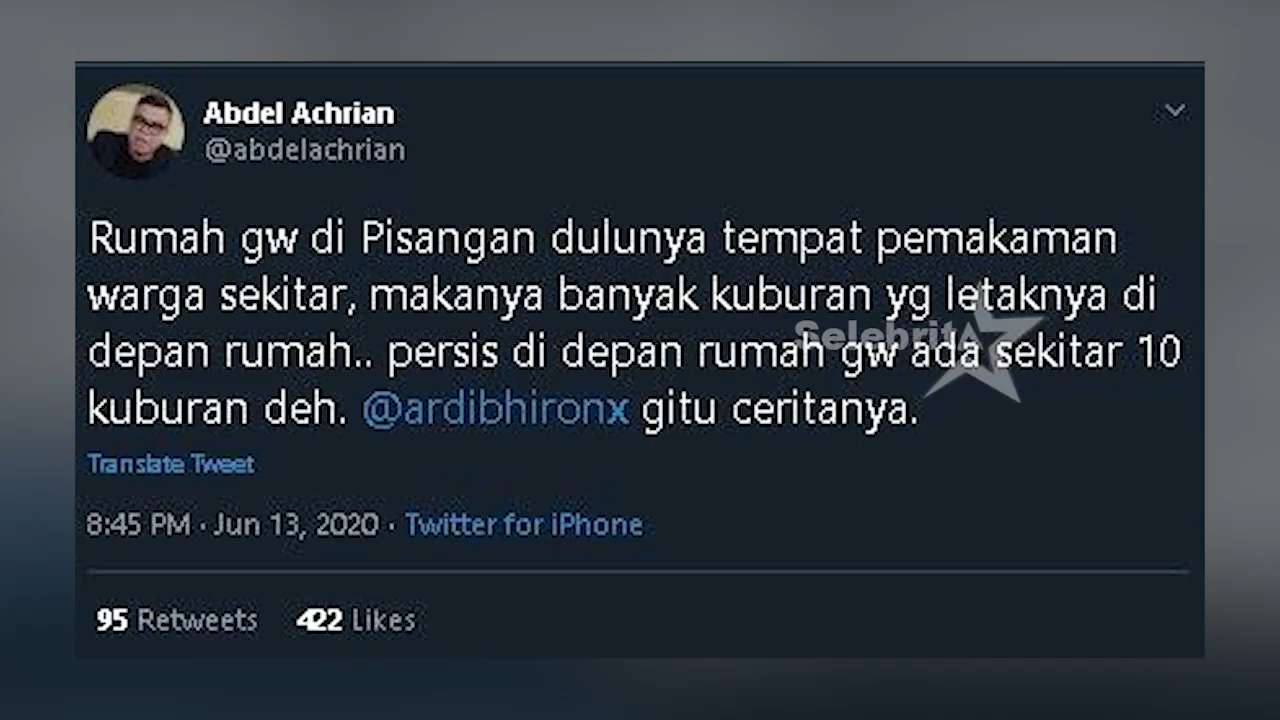 Abdel Achrian
@abdelachrian
Rumah gw di Pisangan dulunya tempat pemakaman
warga sekitar, makanya banyak kuburan yg letaknya di
depan rumah.. persis di depan rumah gw ada sekitar 10
kuburan deh. @ardibhironx gitu ceritanya.
Selebrita
Translate Tweet
8:45 PM · Jun 13, 2020 · Twitter for iPhone
95 Retweets 422 Likes